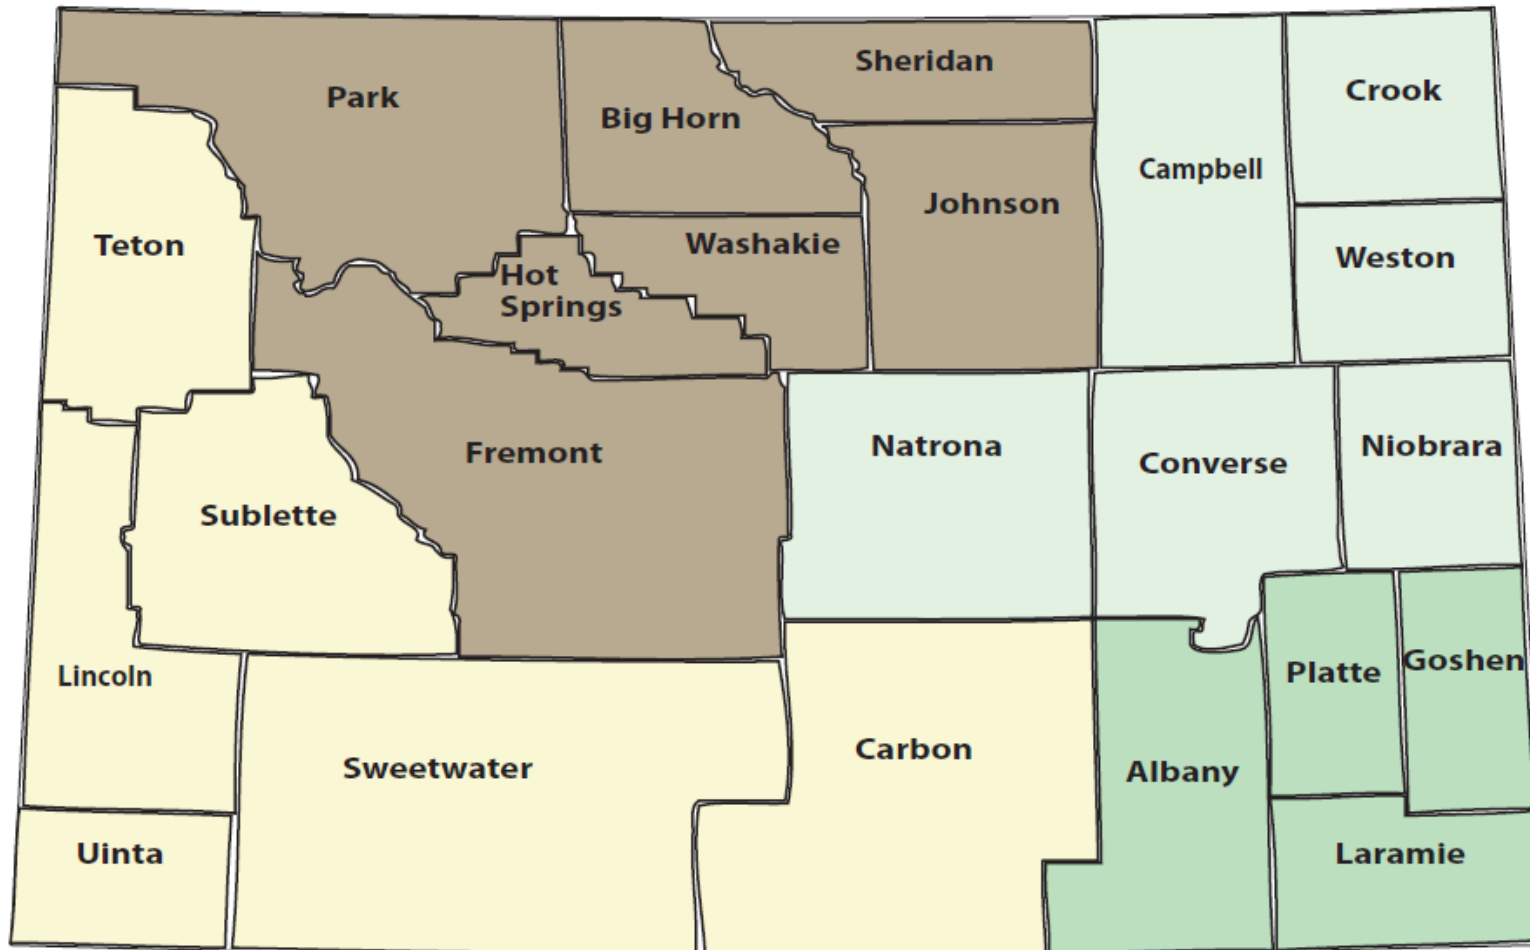 Sheridan
Crook
Park
Big Horn
Campbell
Johnson
Washakie
Teton
Weston
Hot
Springs
Natrona
Niobrara
Fremont
Converse
Sublette
Goshen
Platte
Lincoln
Carbon
Sweetwater
Albany
Uinta
Laramie